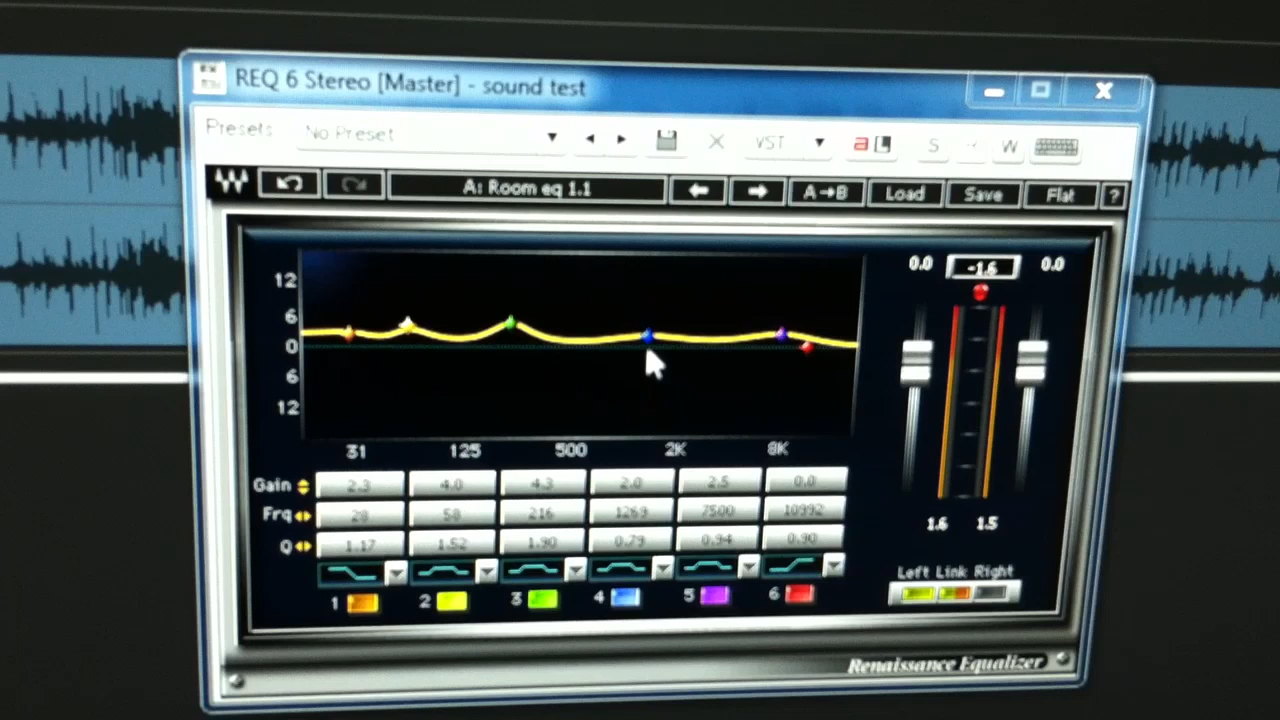 REQ 6 Stereo [Master] - sound test
Presets No Preset VST S W
A: Room eq 1.1 A→B Load Save Flat ?
0.0 -1.6 0.0
12
6
0
6
12
31 125 500 2K 8K
Gain 2.3 4.0 4.3 2.0 2.5 0.0
Frq 28 58 216 1269 7500 10992
Q 1.17 1.52 1.90 0.79 0.94 0.90
1.6 1.5
Left Link Right
1 2 3 4 5 6
Renaissance Equalizer